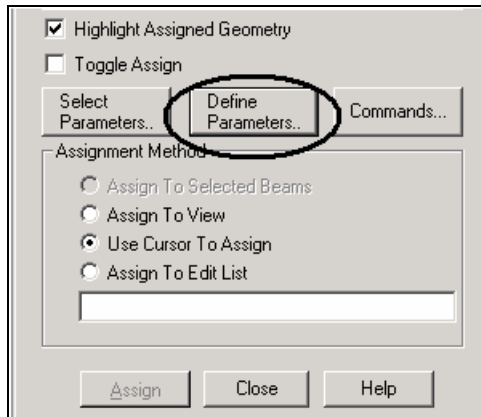 Highlight Assigned Geometry
Toggle Assign
Select Parameters..
Define Parameters..
Commands...
Assignment Method
Assign To Selected Beams
Assign To View
Use Cursor To Assign
Assign To Edit List
Assign
Close
Help